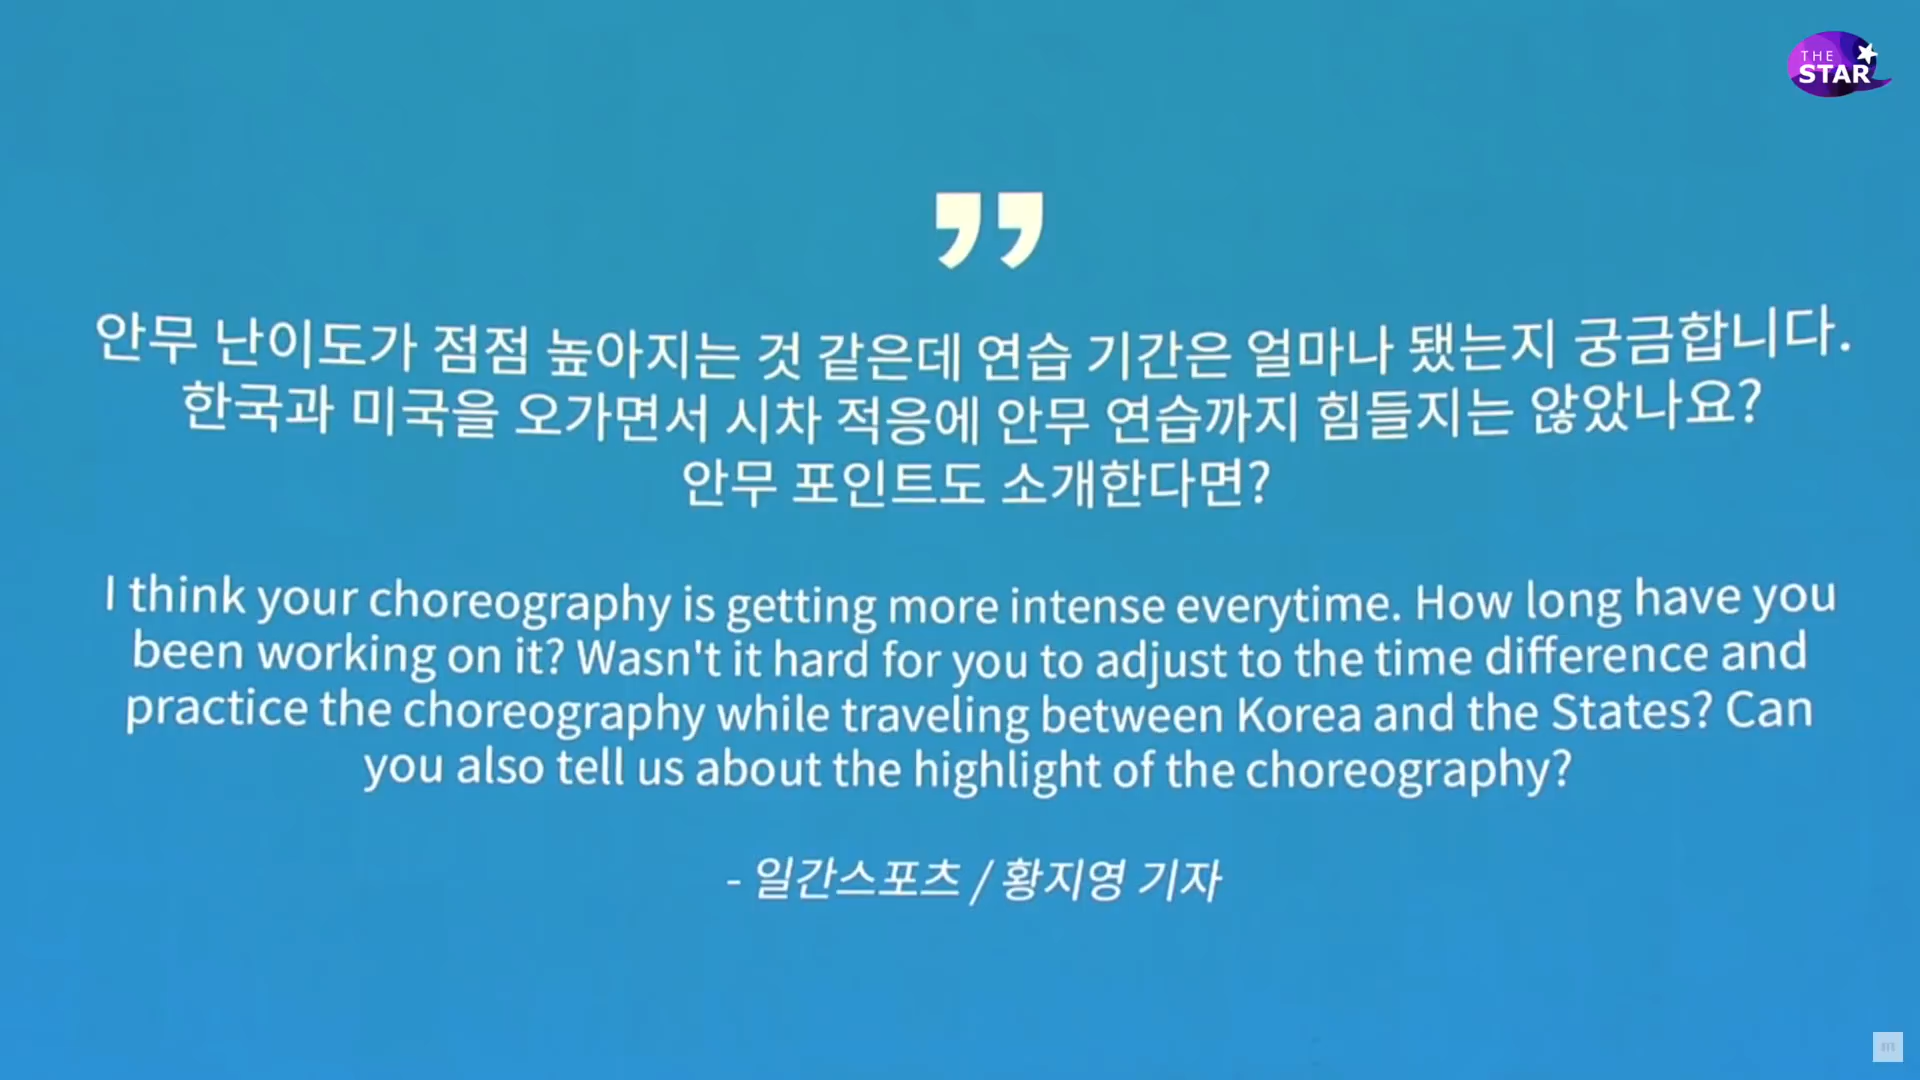 THE
STAR
”
안무 난이도가 점점 높아지는 것 같은데 연습 기간은 얼마나 됐는지 궁금합니다.
한국과 미국을 오가면서 시차 적응에 안무 연습까지 힘들지는 않았나요?
안무 포인트도 소개한다면?
I think your choreography is getting more intense everytime. How long have you
been working on it? Wasn't it hard for you to adjust to the time difference and
practice the choreography while traveling between Korea and the States? Can
you also tell us about the highlight of the choreography?
- 일간스포츠 / 황지영 기자